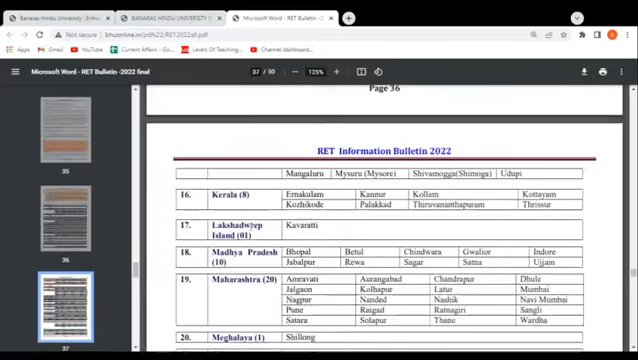 Banaras Hindu University - Entran
BANARAS HINDU UNIVERSITY (
Microsoft Word - RET Bulletin -2
Not secure | bhuonline.in/pdfs22/RET2022all.pdf
Gmail YouTube Current Affairs - G... Levels Of Teaching... Channel dashboard...
Microsoft Word - RET Bulletin -2022 final 37 / 50 125%
Page 36
RET Information Bulletin 2022
Mangaluru Mysuru (Mysore) Shivamogga(Shimoga) Udupi
16. Kerala (8) Ernakulam Kannur Kollam Kottayam
Kozhikode Palakkad Thiruvananthapuram Thrissur
17. Lakshadweep Kavaratti
Island (01)
18. Madhya Pradesh Bhopal Betul Chindwara Gwalior Indore
(10) Jabalpur Rewa Sagar Satna Ujjain
19. Maharashtra (20) Amravati Aurangabad Chandrapur Dhule
Jalgaon Kolhapur Latur Mumbai
Nagpur Nanded Nashik Navi Mumbai
Pune Raigad Ratnagiri Sangli
Satara Solapur Thane Wardha
20. Meghalaya (1) Shillong
35
36
37